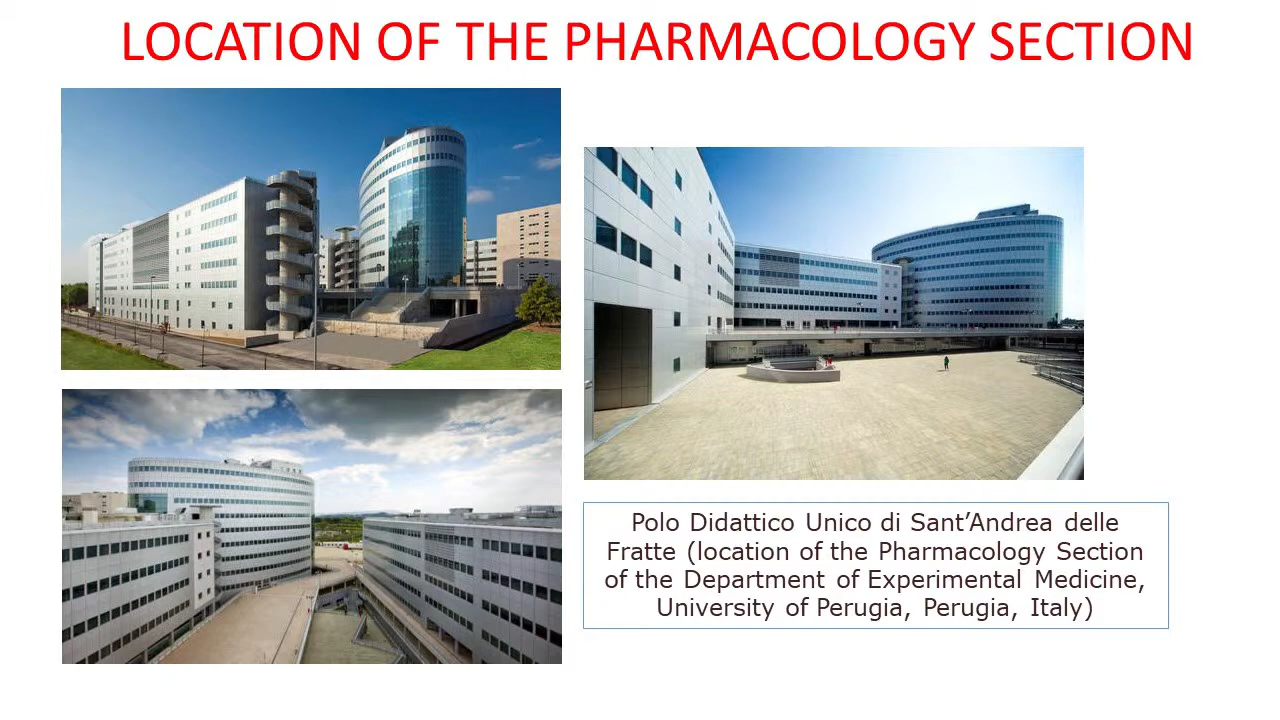 LOCATION OF THE PHARMACOLOGY SECTION
Polo Didattico Unico di Sant’Andrea delle
Fratte (location of the Pharmacology Section
of the Department of Experimental Medicine,
University of Perugia, Perugia, Italy)